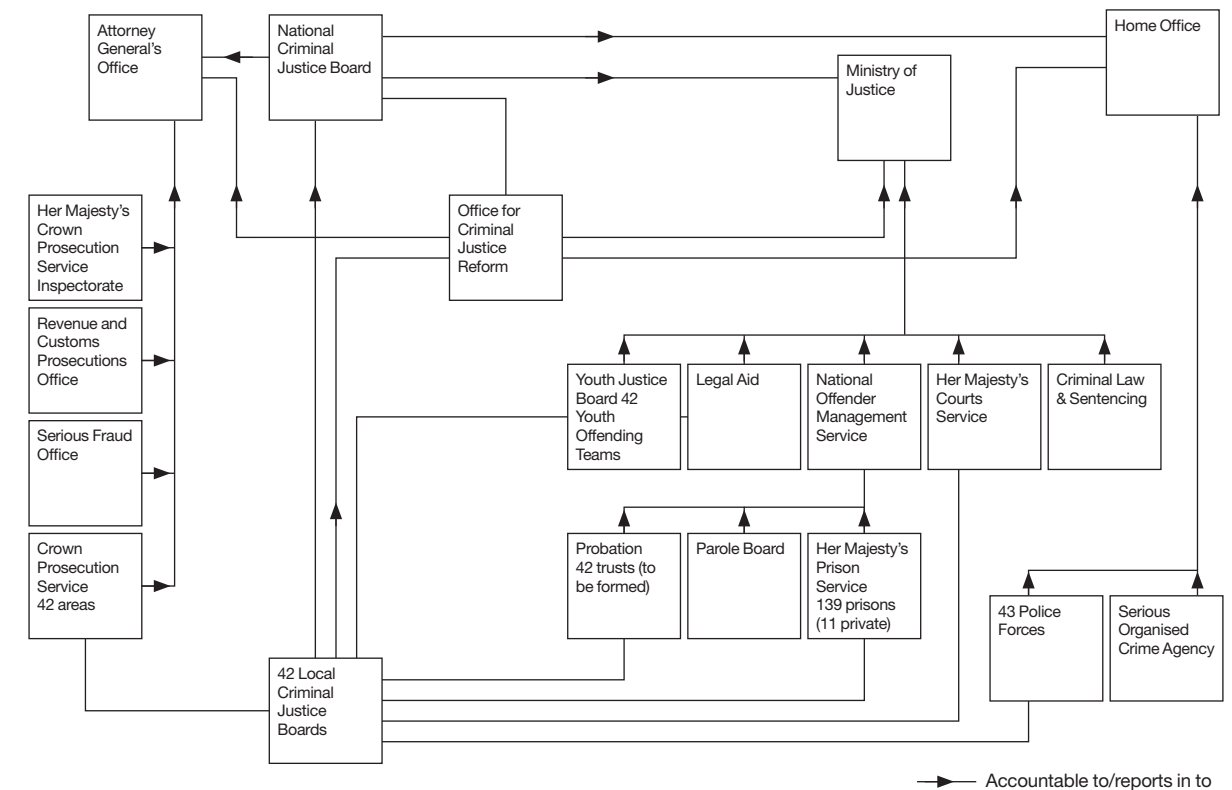 Attorney
General’s
Office
National
Criminal
Justice Board
Home Office
Ministry of
Justice
Her Majesty’s
Crown
Prosecution
Service
Inspectorate
Office for
Criminal
Justice
Reform
Revenue and
Customs
Prosecutions
Office
Youth Justice
Board 42
Youth
Offending
Teams
Legal Aid
National
Offender
Management
Service
Her Majesty’s
Courts
Service
Criminal Law
& Sentencing
Serious Fraud
Office
Crown
Prosecution
Service
42 areas
Probation
42 trusts (to
be formed)
Parole Board
Her Majesty’s
Prison
Service
139 prisons
(11 private)
43 Police
Forces
Serious
Organised
Crime Agency
42 Local
Criminal
Justice
Boards
Accountable to/reports in to